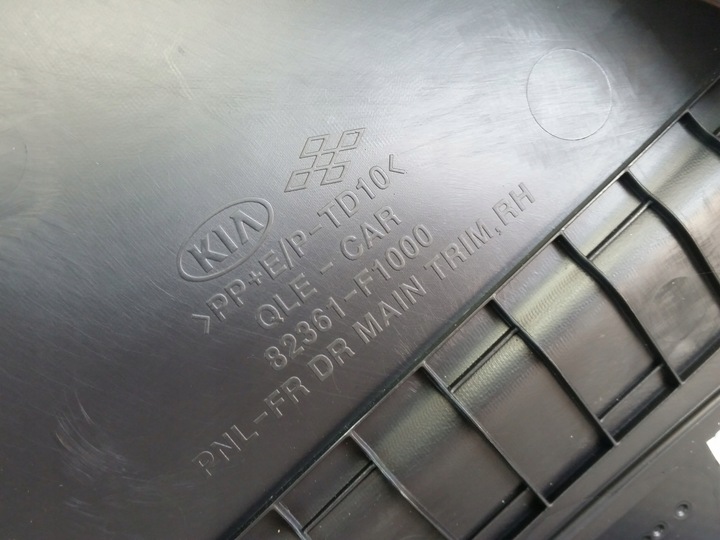 KIA
>PP+E/P-TD10<
QLE - CAR
82361-F1000
PNL-FR DR MAIN TRIM, RH